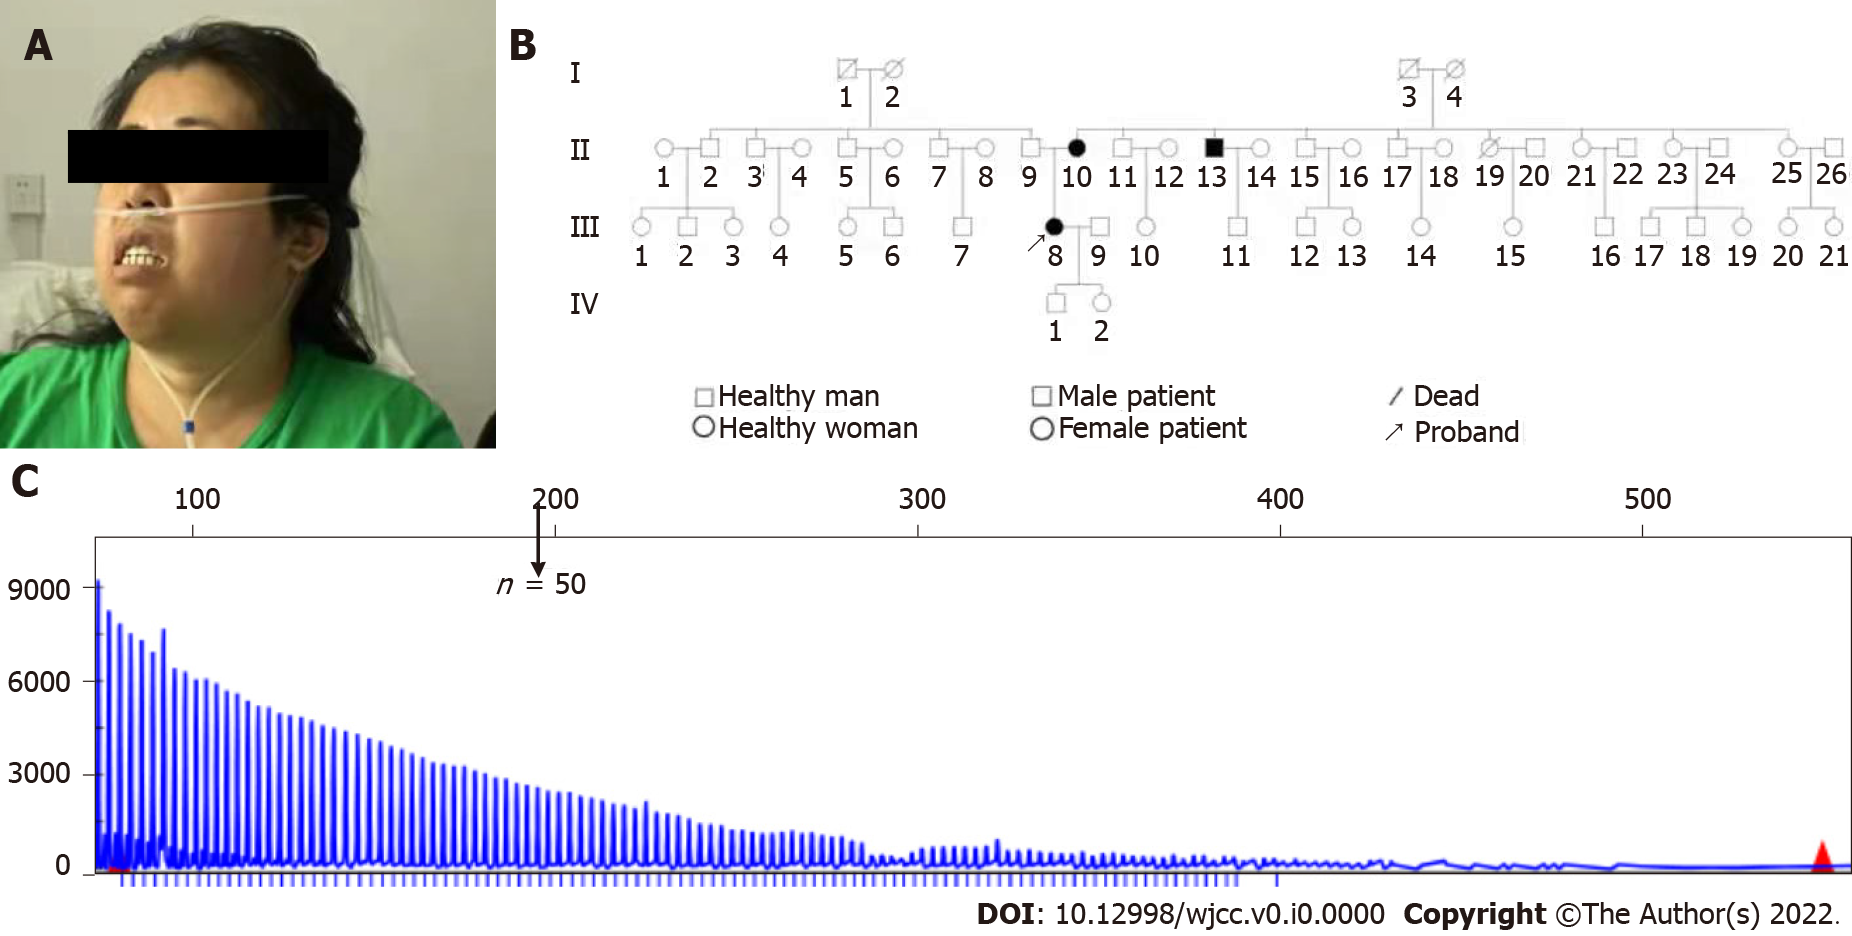 A
B
I
1 2 3 4
II
1 2 3 4 5 6 7 8 9 10 11 12 13 14 15 16 17 18 19 20 21 22 23 24 25 26
III
1 2 3 4 5 6 7 8 9 10 11 12 13 14 15 16 17 18 19 20 21
IV
1 2
Healthy man Male patient Dead
Healthy woman Female patient Proband
C
100 200 300 400 500
n = 50
9000
6000
3000
0
DOI: 10.12998/wjcc.v0.i0.0000 Copyright ©The Author(s) 2022.